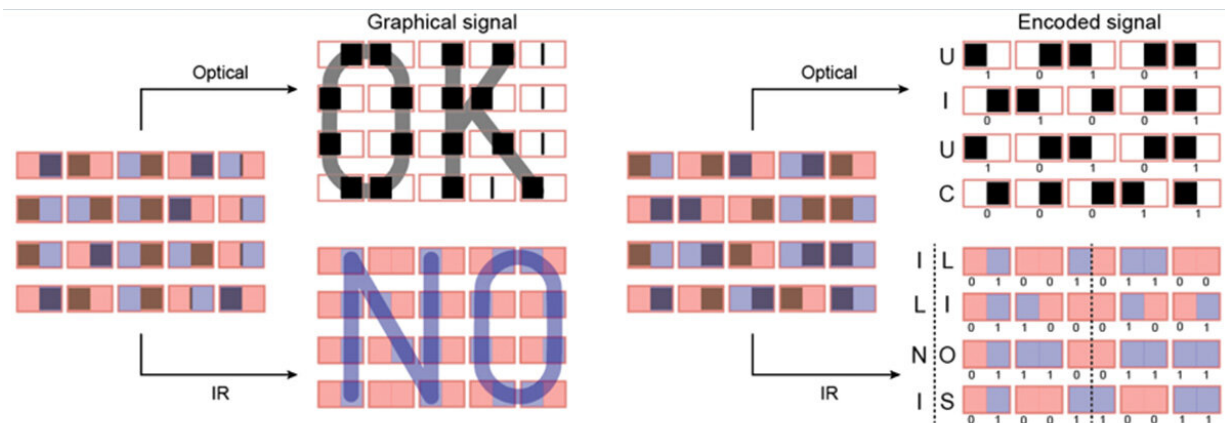 Graphical signal
Optical
OK
NO
IR
Encoded signal
Optical
U
1 0 1 0 1
I
0 1 0 0 1
U
1 0 1 0 1
C
0 0 0 1 1
I L
0 1 0 0 1 0 1 1 0 0
L I
0 1 1 0 0 0 1 0 0 1
N O
0 1 1 1 0 0 1 1 1 1
I S
0 1 0 0 1 1 0 0 1 1
IR